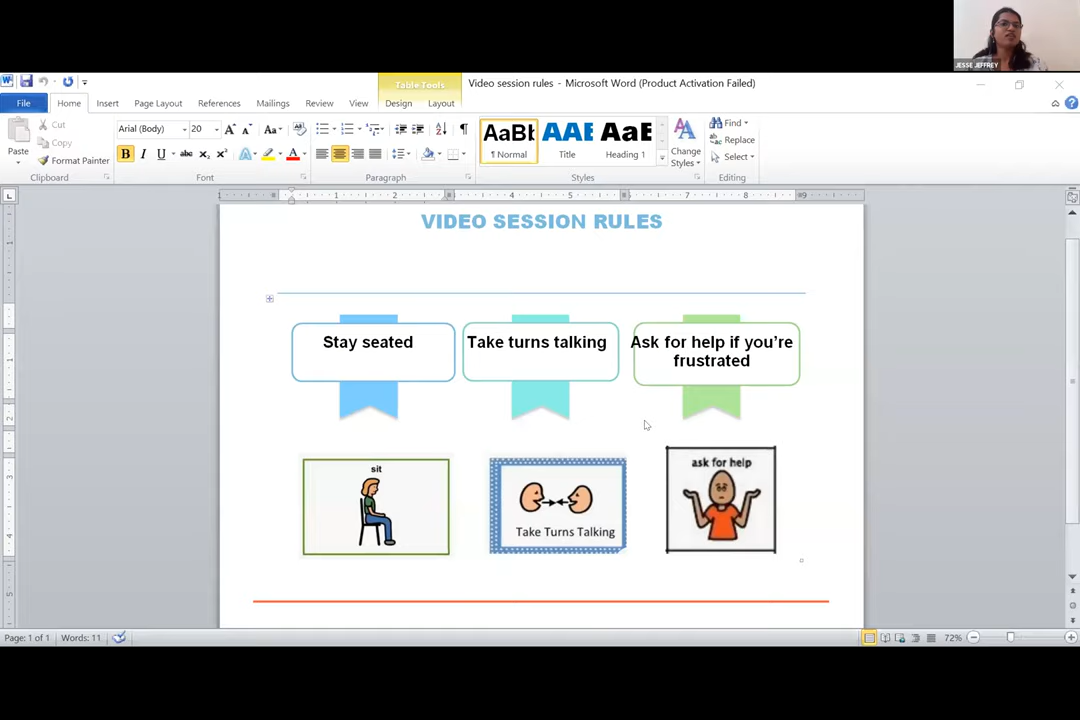 JESSE JEFFREY
Video session rules - Microsoft Word (Product Activation Failed)
Table Tools
File
Home
Insert
Page Layout
References
Mailings
Review
View
Design
Layout
Paste
Cut
Copy
Format Painter
Clipboard
Arial (Body)
20
Font
Paragraph
AaBb
¶ Normal
AAB
Title
AaB
Heading 1
Change
Styles
Styles
Find
Replace
Select
Editing
VIDEO SESSION RULES
Stay seated
Take turns talking
Ask for help if you’re
frustrated
sit
Take Turns Talking
ask for help
Page: 1 of 1
Words: 11
72%